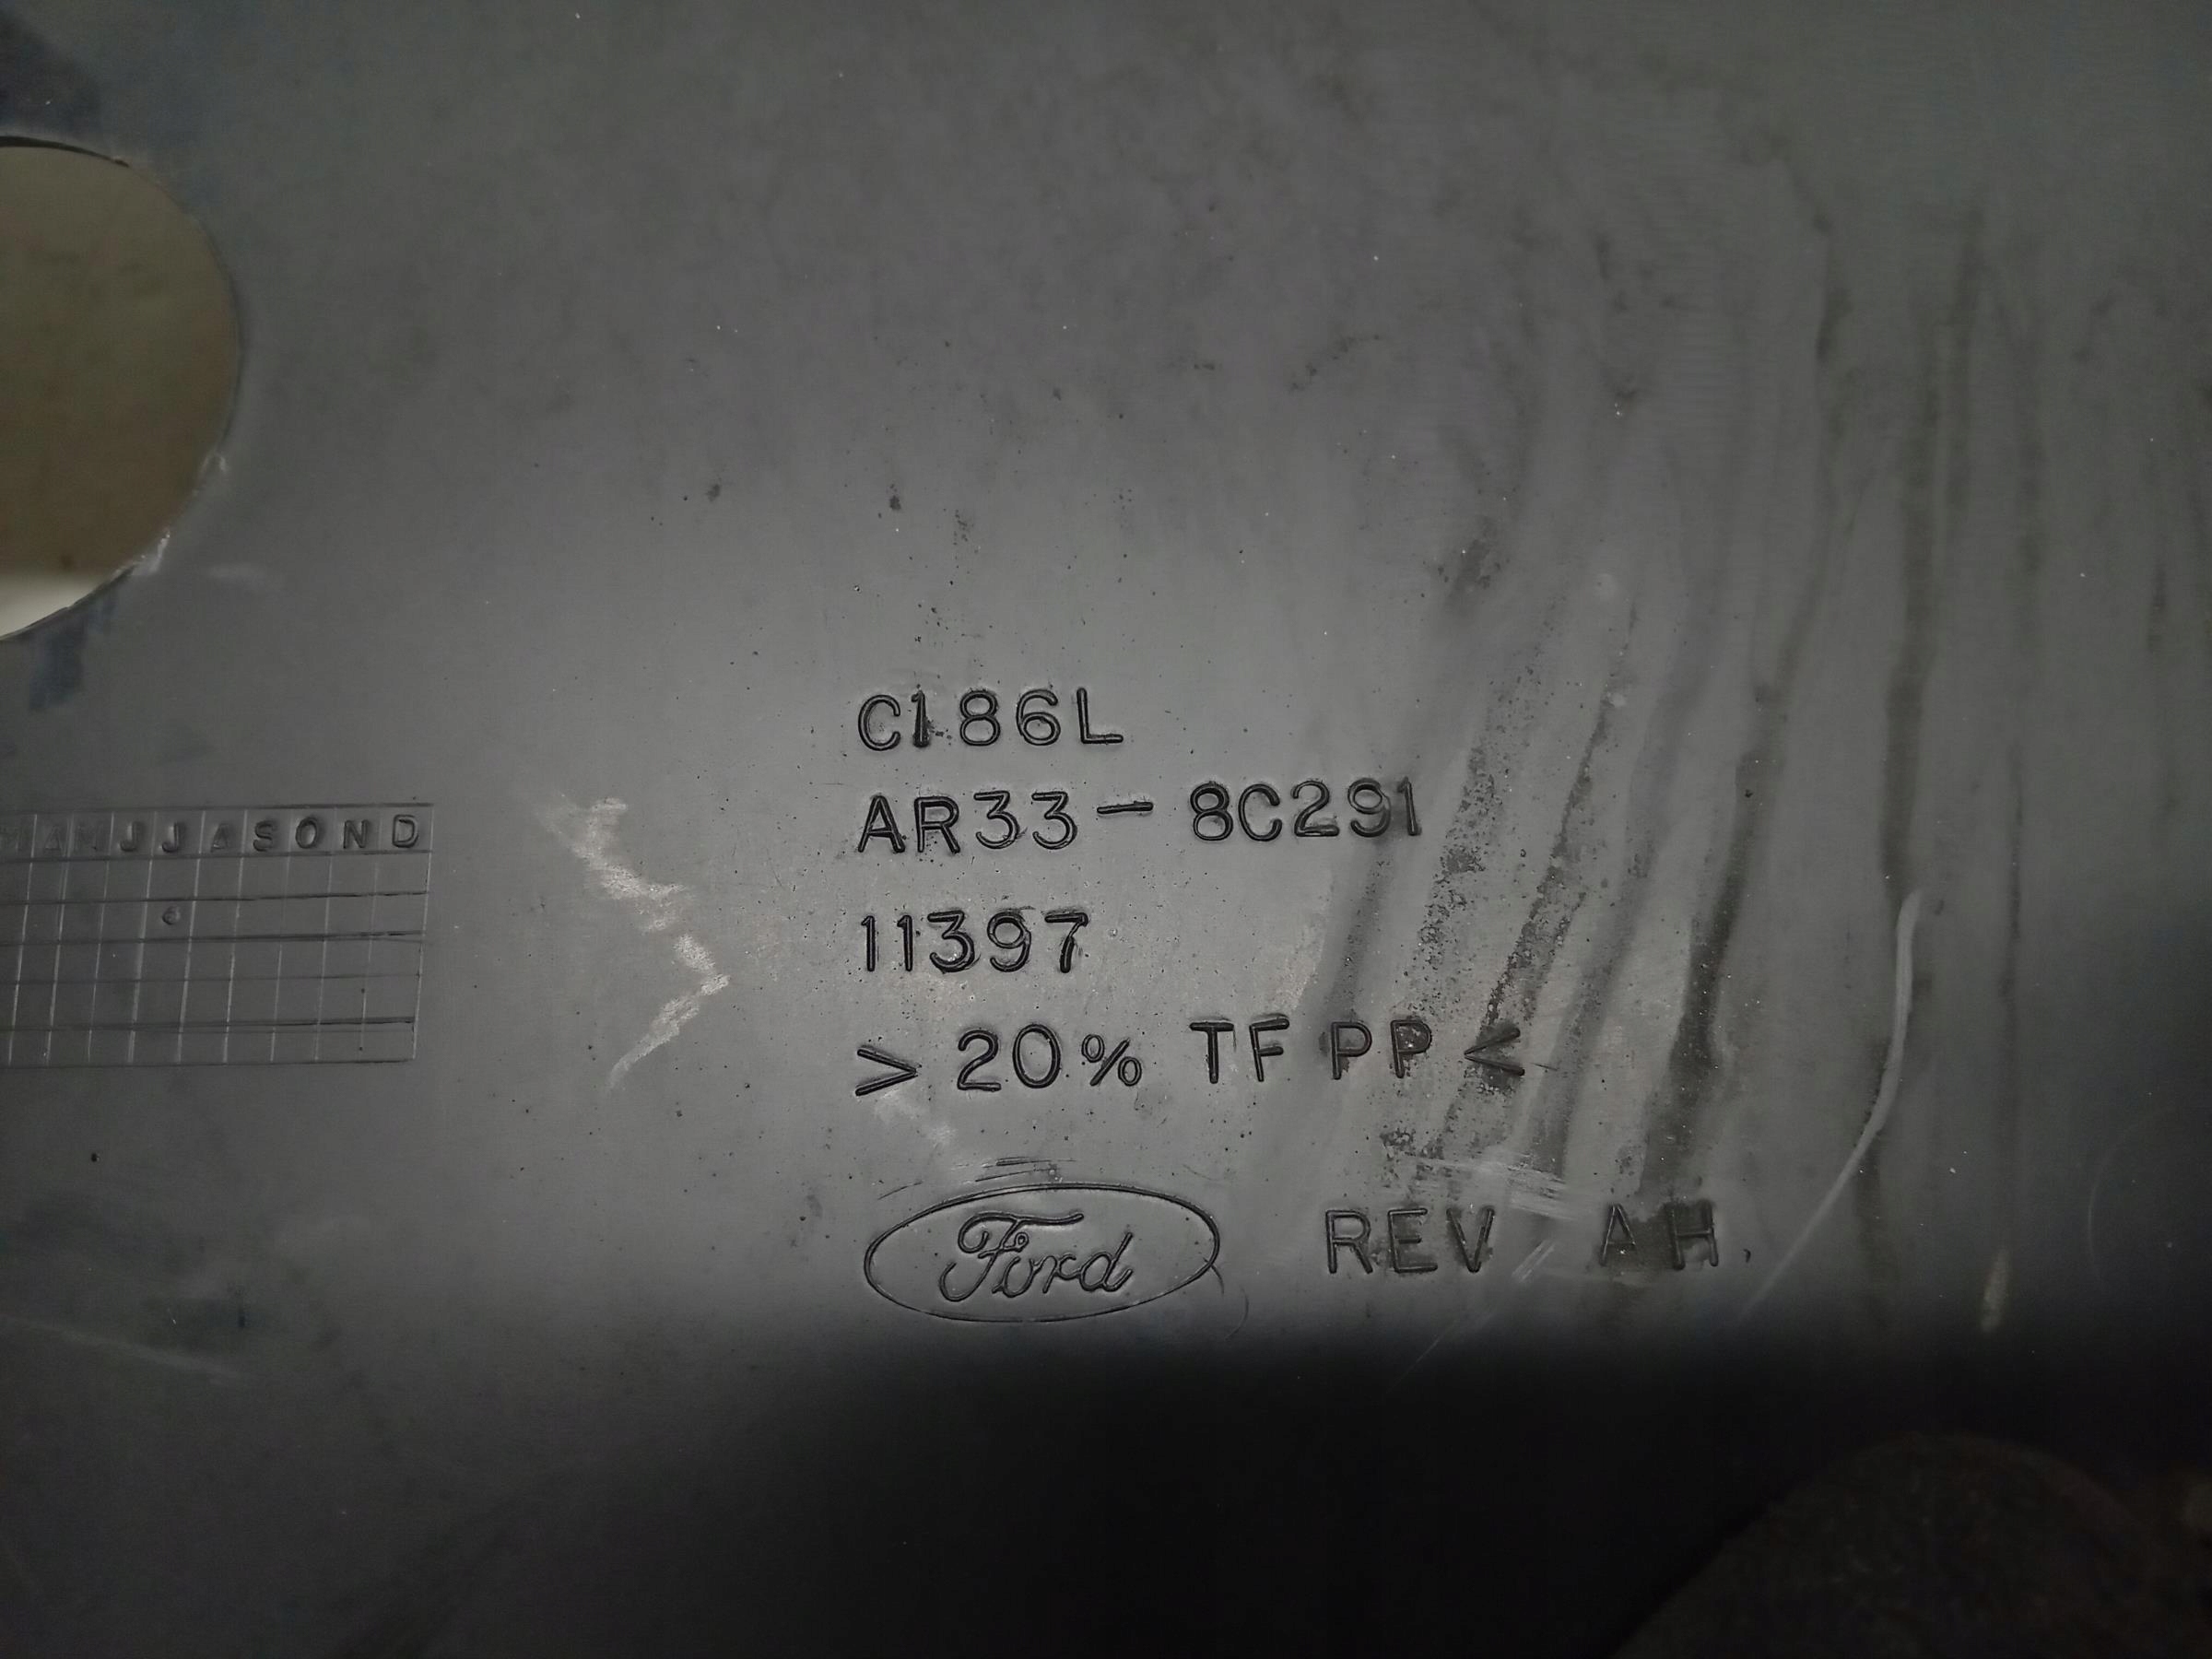 C186L
AR33-8C291
M A M J J A S O N D
11397
> 20% TF PP <
Ford REV AH